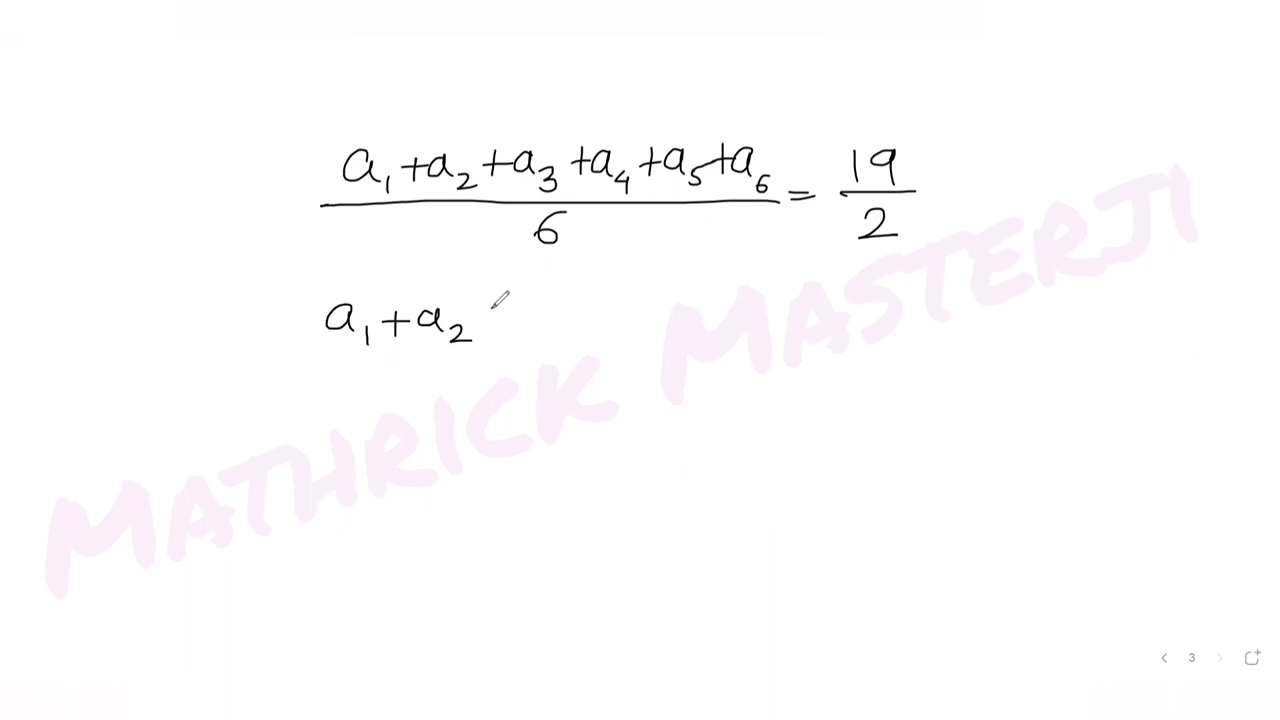 a₁+a₂+a₃+a₄+a₅+a₆/6 = 19/2
a₁+a₂
MATHRICK MASTERJI
< 3 >